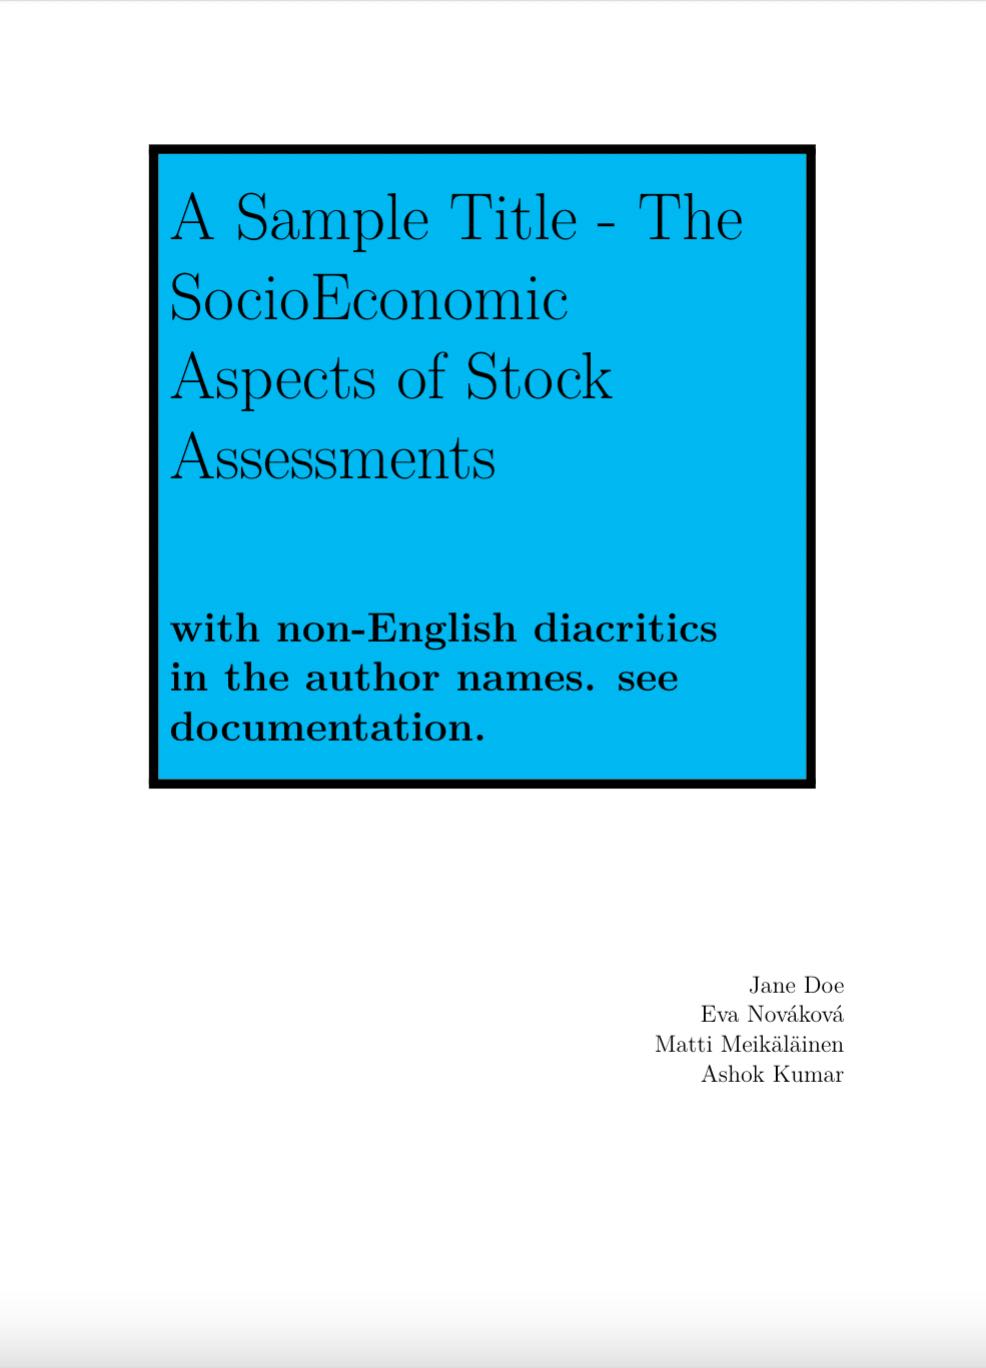 A Sample Title - The
SocioEconomic
Aspects of Stock
Assessments
with non-English diacritics
in the author names. see
documentation.
Jane Doe
Eva Nováková
Matti Meikäläinen
Ashok Kumar